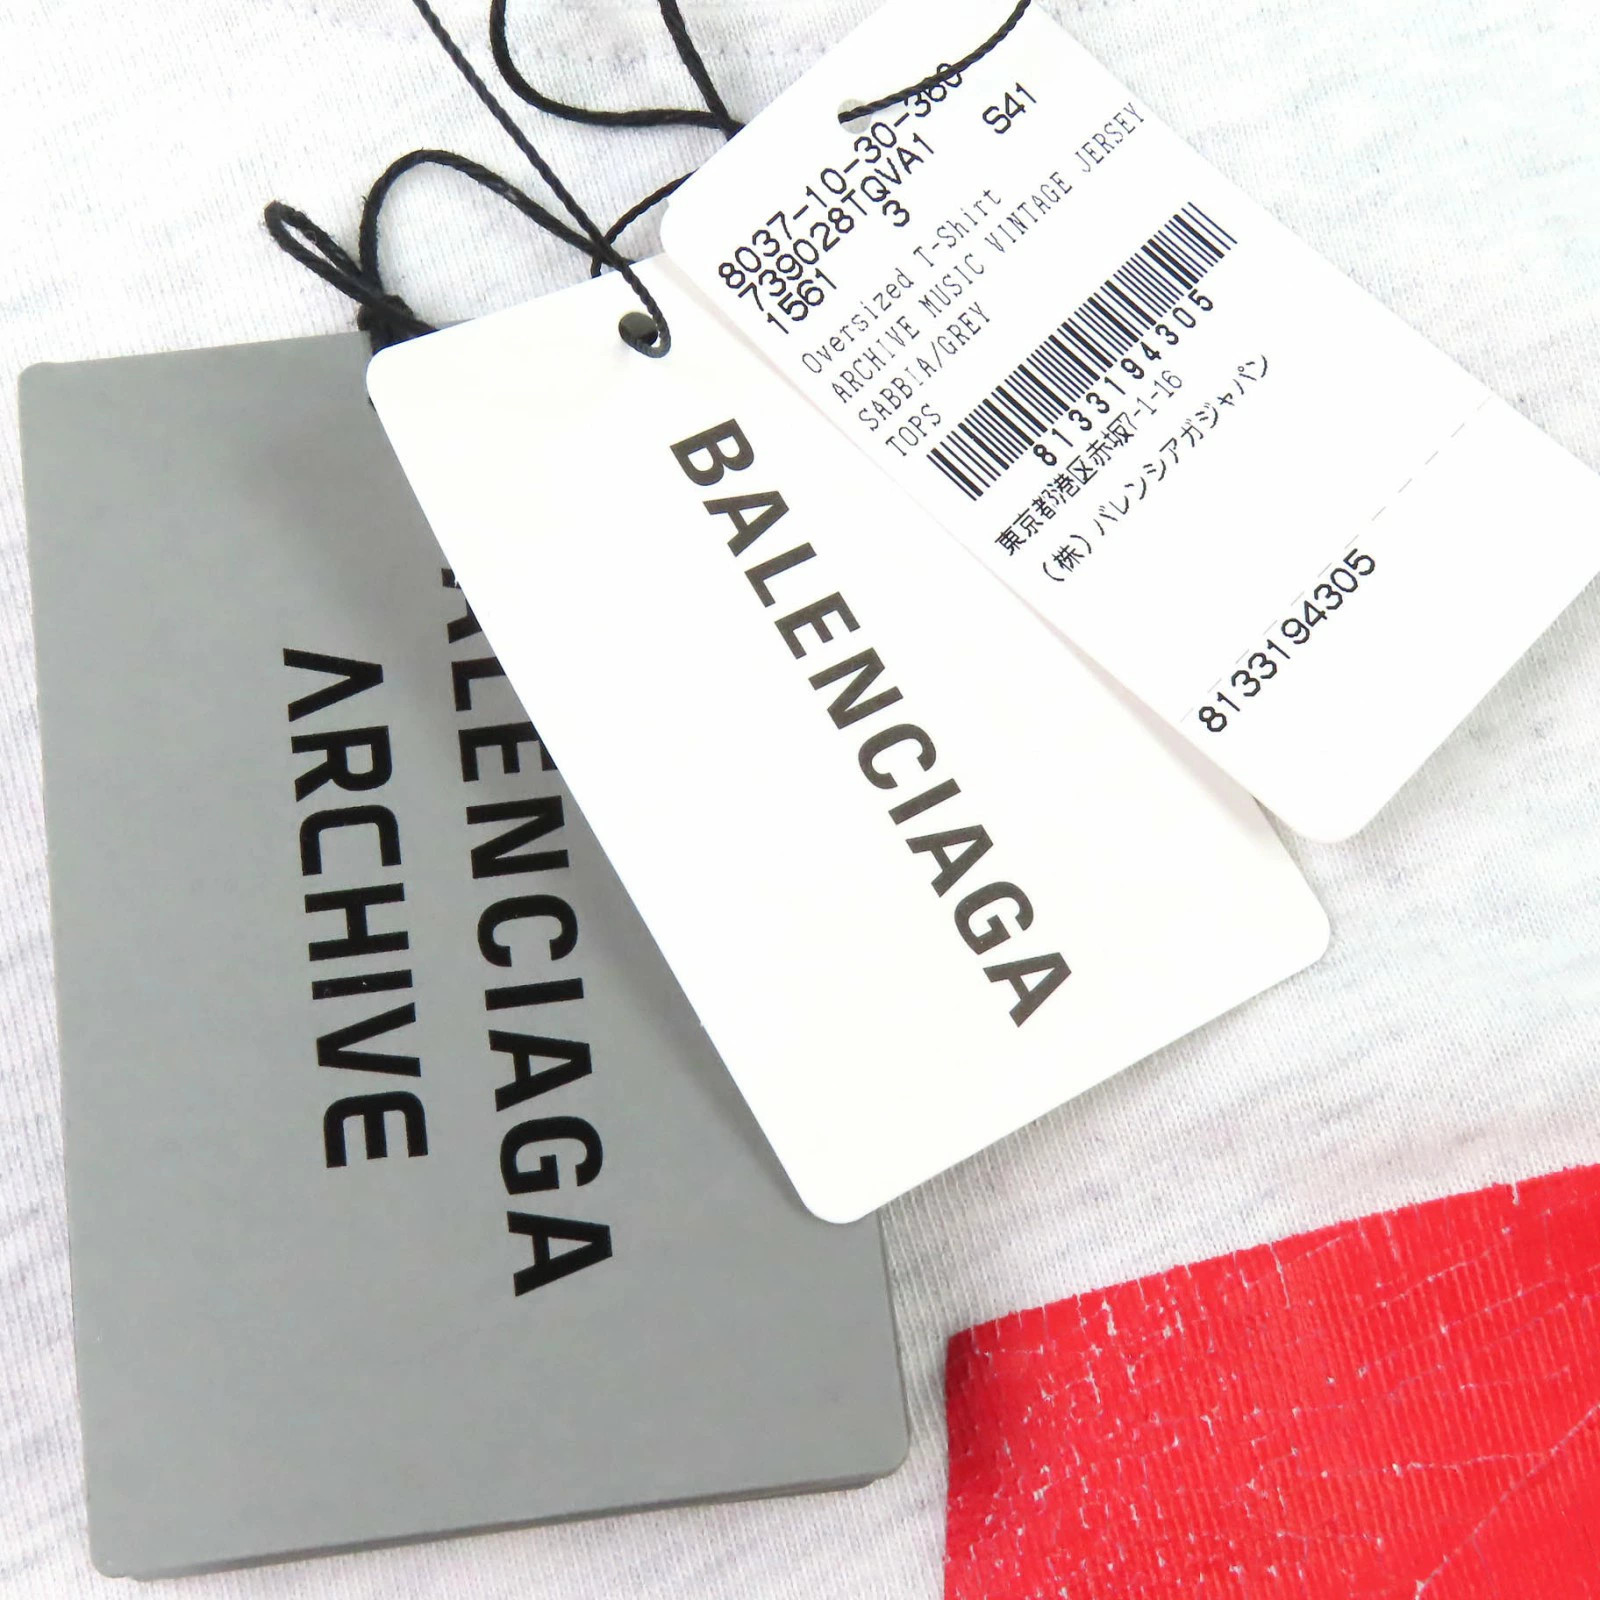 8037-10-30-360
739028TQVA1 S41
1561 3
Oversized T-Shirt
ARCHIVE MUSIC VINTAGE JERSEY
SABBIA/GREY
TOPS
8133194305
東京都港区赤坂7-1-16
(株)バレンシアガジャパン
8133194305
BALENCIAGA
ALENCIAGA
ARCHIVE